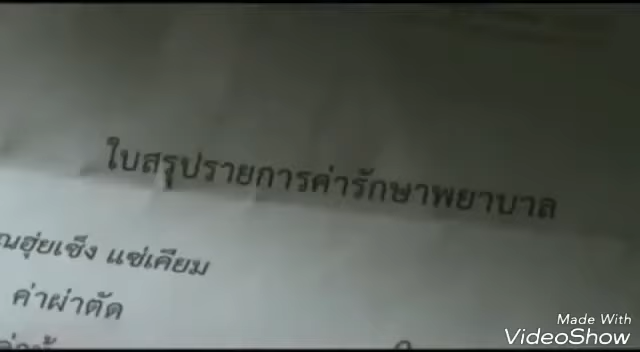 ใบสรุปรายการค่ารักษาพยาบาล
ณฮุ่ยเซ็ง แซ่เคียม
ค่าผ่าตัด
Made With
VideoShow